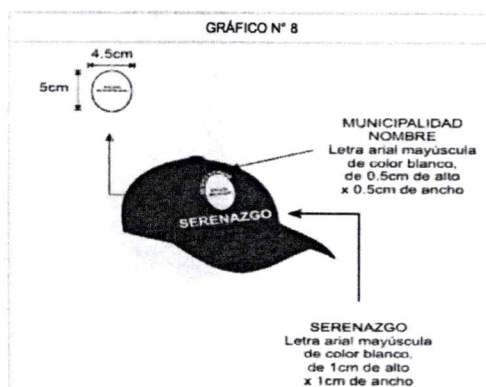 GRÁFICO N° 8
4.5cm
5cm
MUNICIPALIDAD
NOMBRE
Letra arial mayúscula
de color blanco,
de 0.5cm de alto
x 0.5cm de ancho
SERENAZGO
SERENAZGO
Letra arial mayúscula
de color blanco,
de 1cm de alto
x 1cm de ancho